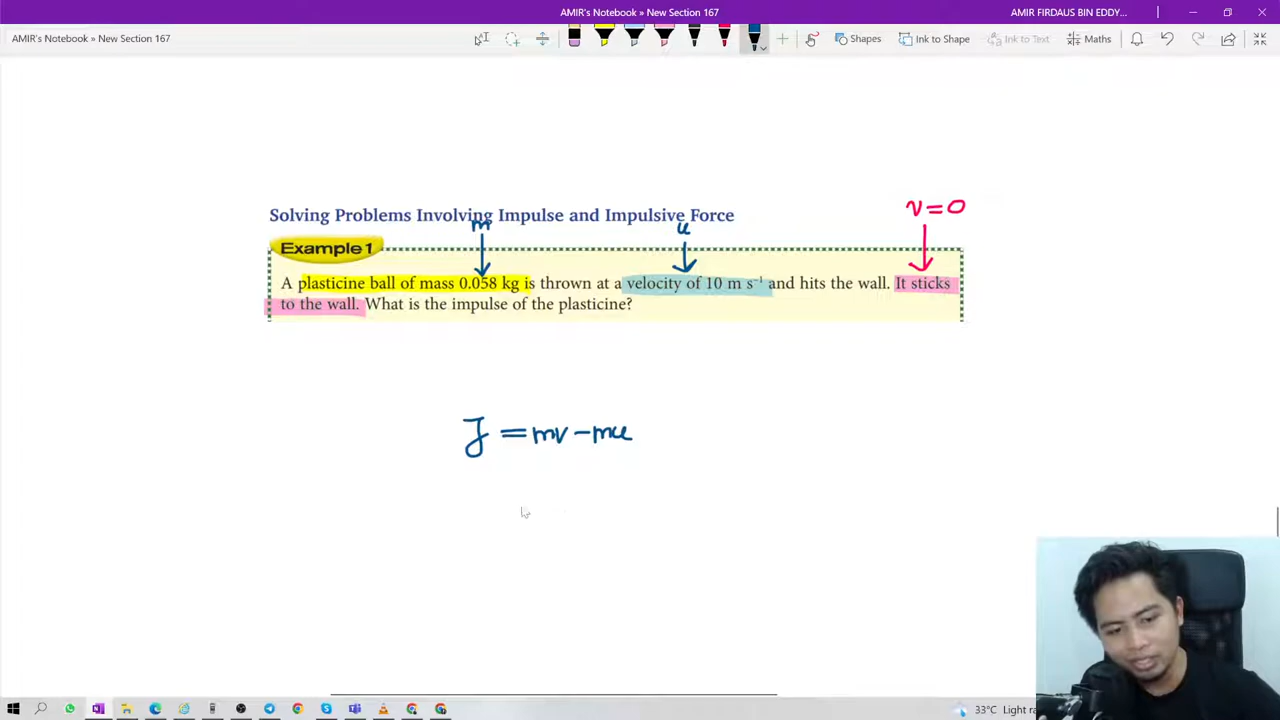 AMIR's Notebook » New Section 167
AMIR FIRDAUS BIN EDDY...
AMIR's Notebook » New Section 167
Shapes
Ink to Shape
Ink to Text
Maths
v=0
Solving Problems Involving Impulse and Impulsive Force
m
u
Example 1
A plasticine ball of mass 0.058 kg is thrown at a velocity of 10 m s⁻¹ and hits the wall. It sticks
to the wall. What is the impulse of the plasticine?
J = mv - mu
33°C Light ra